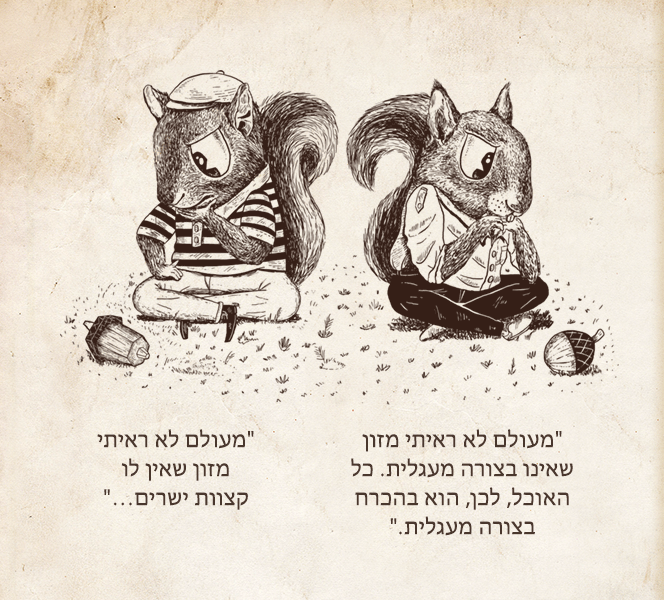 "מעולם לא ראיתי מזון
שאינו בצורה מעגלית. כל
האוכל, לכן, הוא בהכרח
בצורה מעגלית."
"מעולם לא ראיתי
מזון שאין לו
קצוות ישרים..."